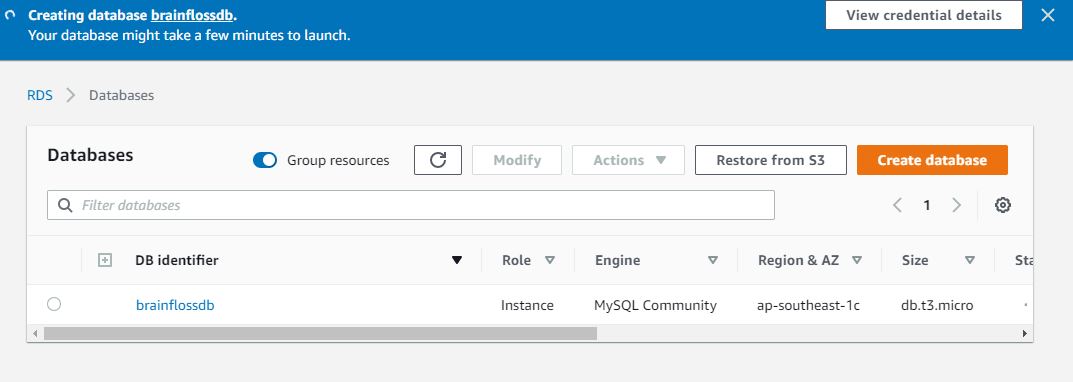 Creating database brainflossdb.
Your database might take a few minutes to launch.
View credential details
RDS
Databases
Databases
Group resources
Modify
Actions
Restore from S3
Create database
Filter databases
1
DB identifier
Role
Engine
Region & AZ
Size
Sta
brainflossdb
Instance
MySQL Community
ap-southeast-1c
db.t3.micro